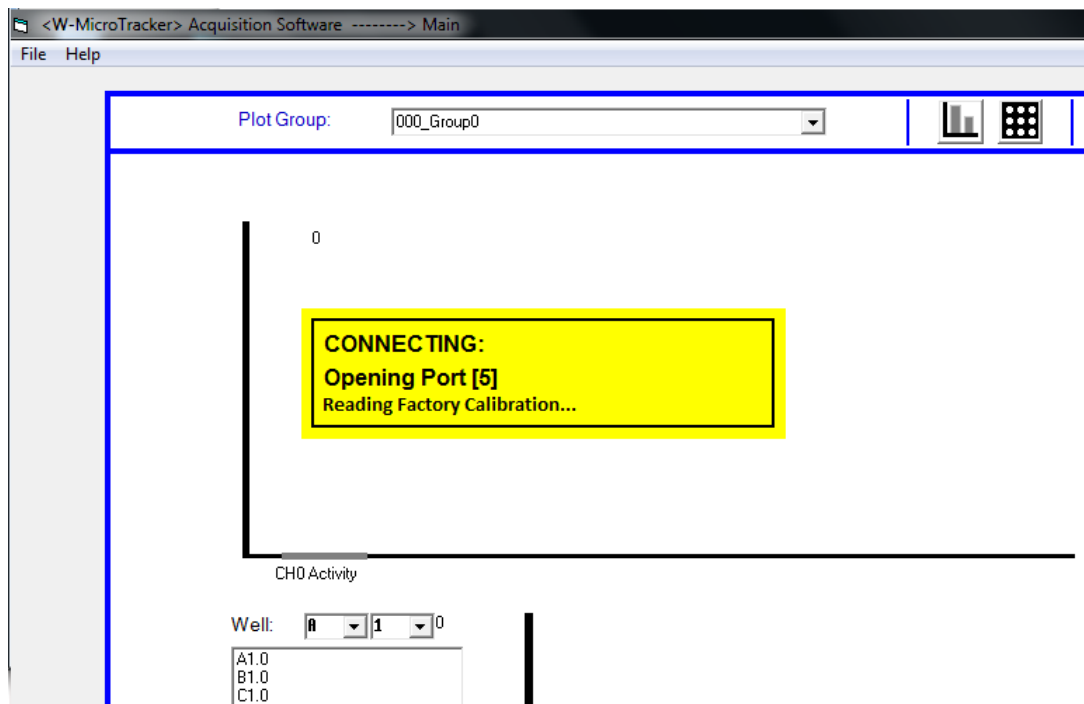 <W-MicroTracker> Acquisition Software --------> Main
File Help
Plot Group: 000_Group0
0
CONNECTING:
Opening Port [5]
Reading Factory Calibration...
CH0 Activity
Well: A 1 0
A1.0
B1.0
C1.0